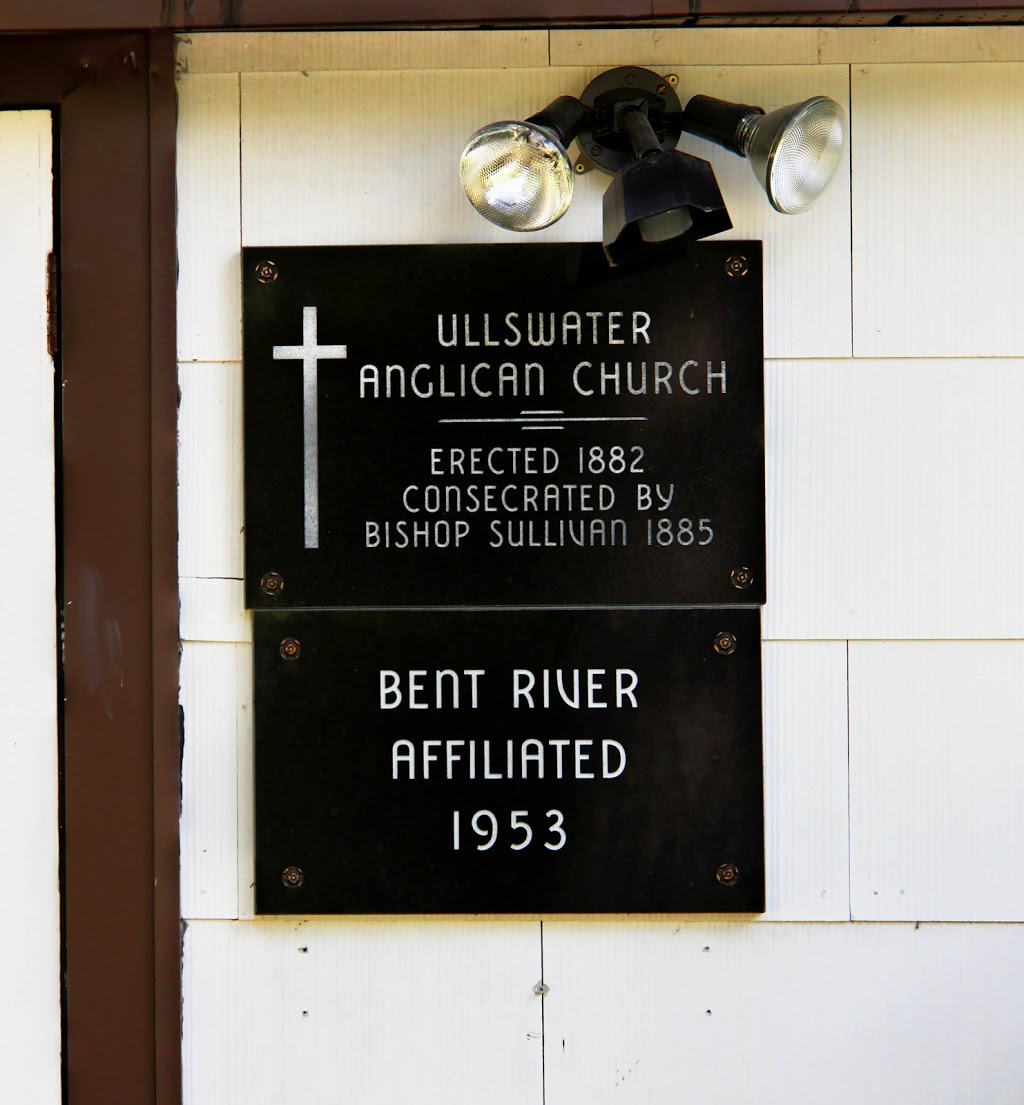 ULLSWATER
ANGLICAN CHURCH
ERECTED 1882
CONSECRATED BY
BISHOP SULLIVAN 1885
BENT RIVER
AFFILIATED
1953